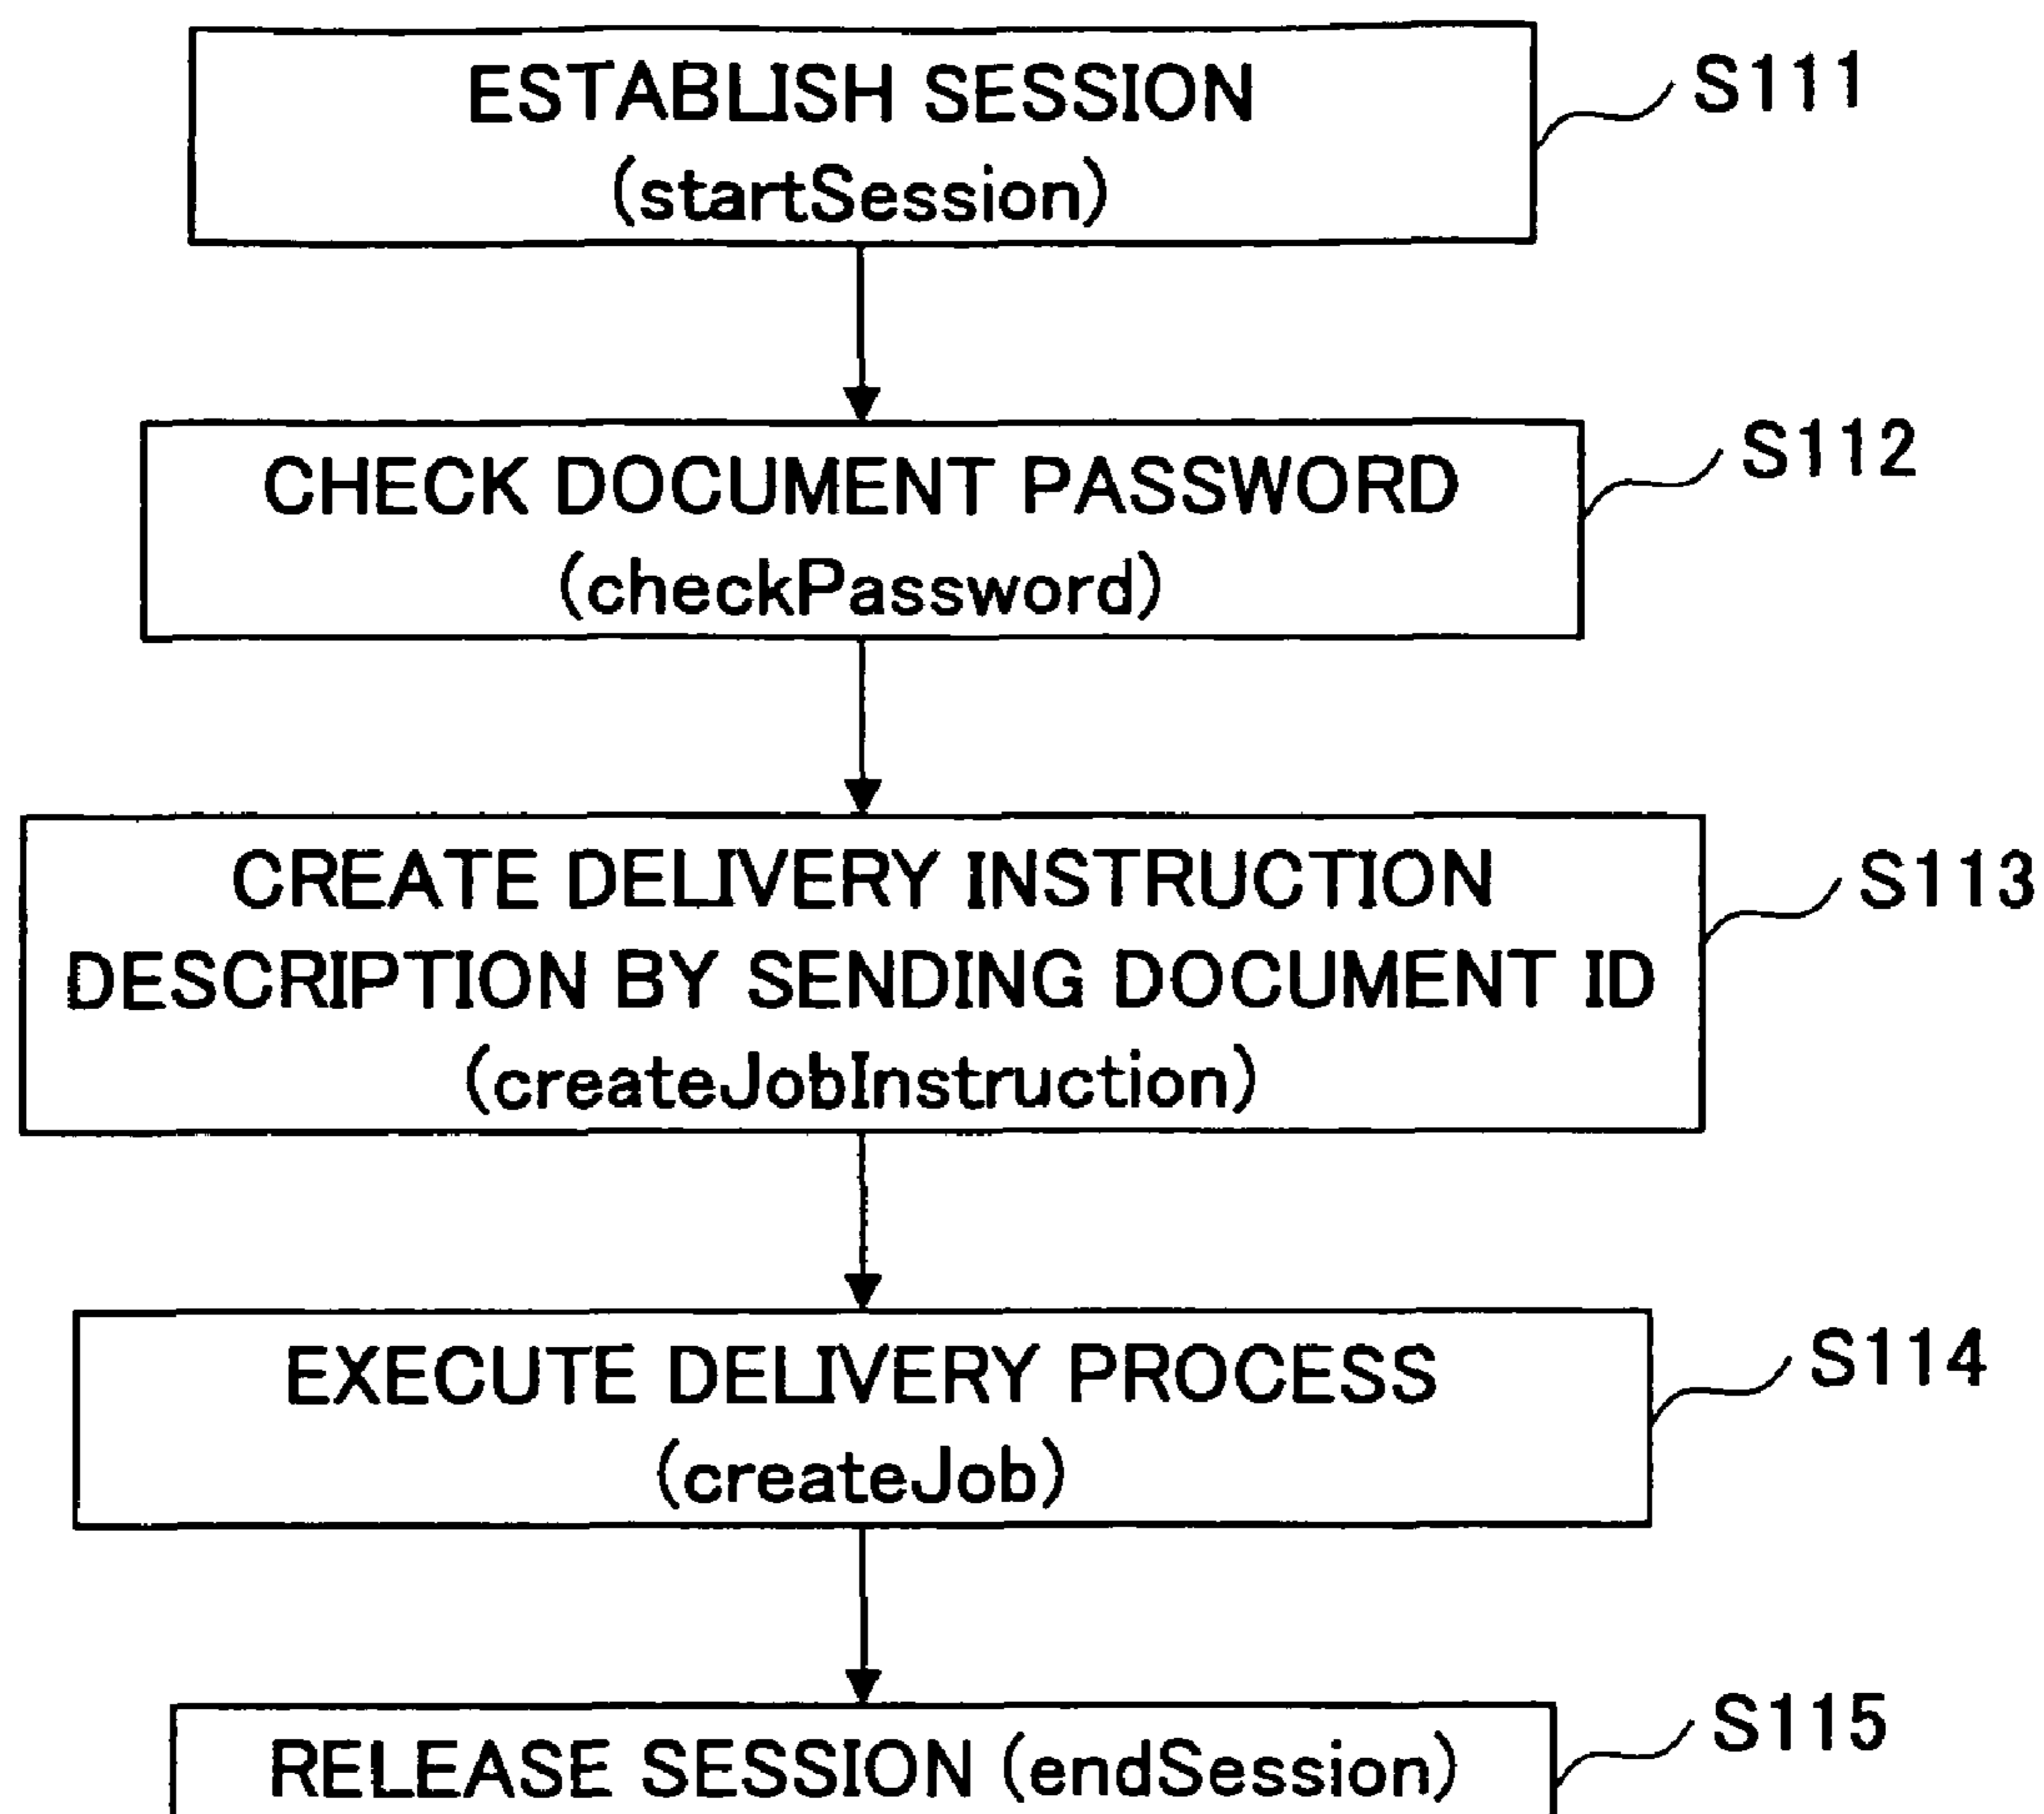 ESTABLISH SESSION
(startSession)
S111
CHECK DOCUMENT PASSWORD
(checkPassword)
S112
CREATE DELIVERY INSTRUCTION
DESCRIPTION BY SENDING DOCUMENT ID
(createJobInstruction)
S113
EXECUTE DELIVERY PROCESS
(createJob)
S114
RELEASE SESSION (endSession)
S115